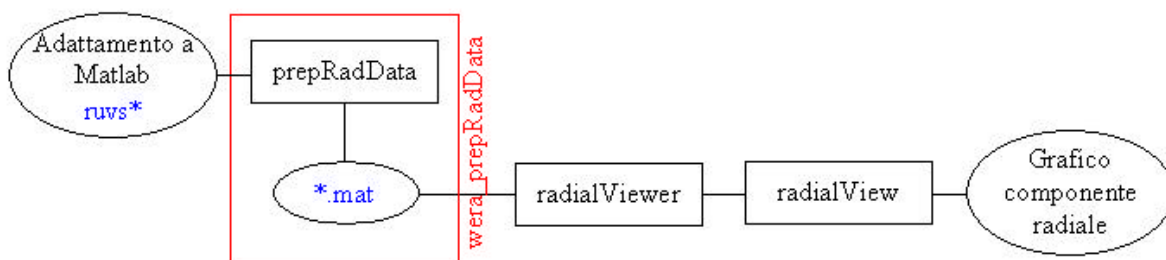 Adattamento a
Matlab
ruvs*
prepRadData
*.mat
wera_prepRadData
radialViewer
radialView
Grafico
componente
radiale